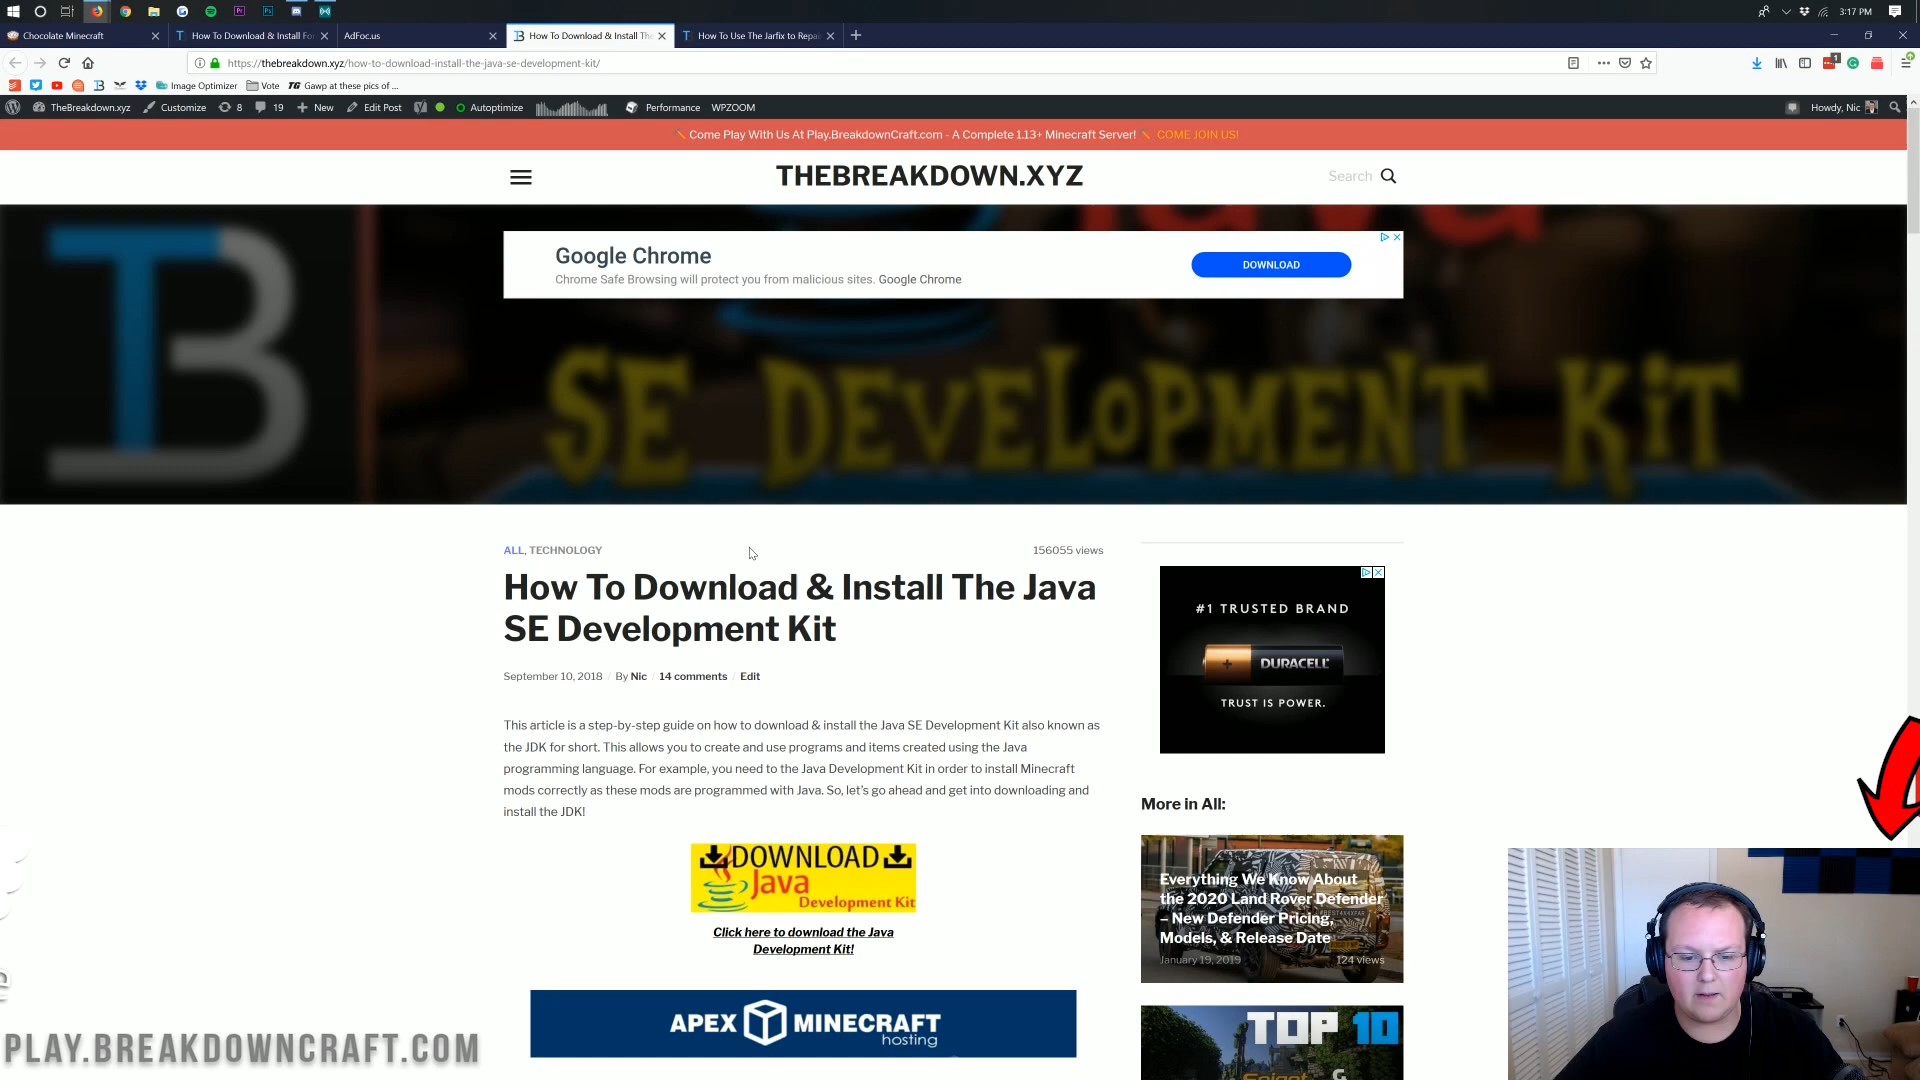 3:17 PM
Chocolate Minecraft
How To Download & Install Fo
AdFoc.us
How To Download & Install The
How To Use The Jarfix to Repai
https://thebreakdown.xyz/how-to-download-install-the-java-se-development-kit/
Image Optimizer
Vote
TG Gawp at these pics of ...
TheBreakdown.xyz
Customize
8
19
New
Edit Post
Autoptimize
Performance
WPZOOM
Howdy, Nic
Come Play With Us At Play.BreakdownCraft.com - A Complete 1.13+ Minecraft Server!
COME JOIN US!
THEBREAKDOWN.XYZ
Search
Google Chrome
Chrome Safe Browsing will protect you from malicious sites. Google Chrome
DOWNLOAD
SE DEVELOPMENT KiT
ALL, TECHNOLOGY
156055 views
How To Download & Install The Java
SE Development Kit
September 10, 2018 / By Nic / 14 comments / Edit
This article is a step-by-step guide on how to download & install the Java SE Development Kit also known as
the JDK for short. This allows you to create and use programs and items created using the Java
programming language. For example, you need to the Java Development Kit in order to install Minecraft
mods correctly as these mods are programmed with Java. So, let's go ahead and get into downloading and
install the JDK!
DOWNLOAD
Java
Development Kit
Click here to download the Java
Development Kit!
APEX MINECRAFT
hosting
#1 TRUSTED BRAND
DURACELL
TRUST IS POWER.
More in All:
Everything We Know About
the 2020 Land Rover Defender
– New Defender Pricing,
Models, & Release Date
January 19, 2019
124 views
TOP 10
PLAY.BREAKDOWNCRAFT.COM